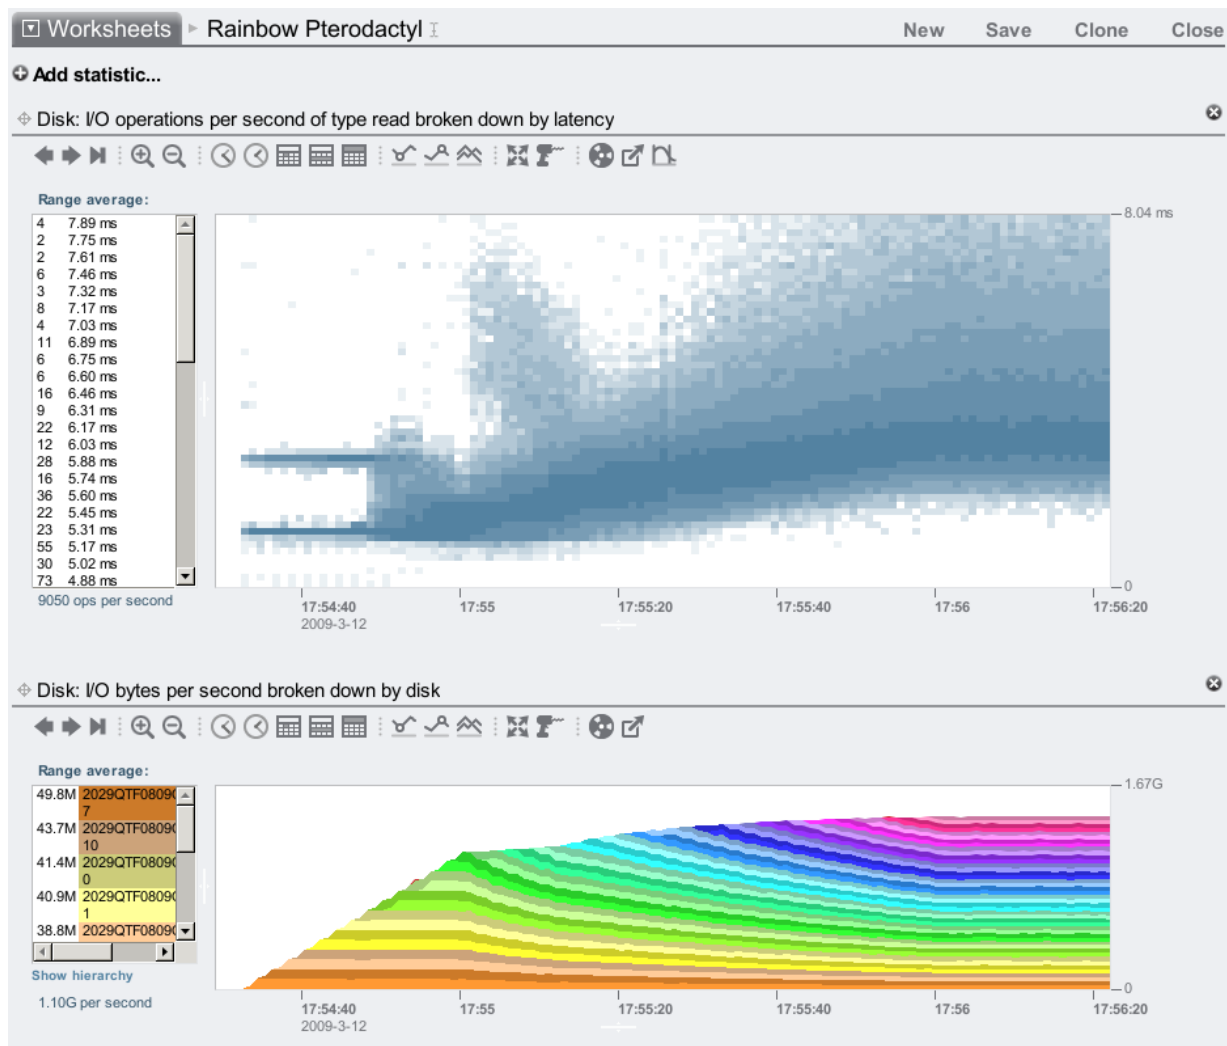 Worksheets Rainbow Pterodactyl New Save Clone Close
Add statistic...
Disk: I/O operations per second of type read broken down by latency
Range average:
4 7.89 ms
2 7.75 ms
2 7.61 ms
6 7.46 ms
3 7.32 ms
8 7.17 ms
4 7.03 ms
11 6.89 ms
6 6.75 ms
6 6.60 ms
16 6.46 ms
9 6.31 ms
22 6.17 ms
12 6.03 ms
28 5.88 ms
16 5.74 ms
36 5.60 ms
22 5.45 ms
23 5.31 ms
55 5.17 ms
30 5.02 ms
73 4.88 ms
9050 ops per second
8.04 ms
0
17:54:40 17:55 17:55:20 17:55:40 17:56 17:56:20
2009-3-12
Disk: I/O bytes per second broken down by disk
Range average:
49.8M 2029QTF0809
7
43.7M 2029QTF0809
10
41.4M 2029QTF0809
0
40.9M 2029QTF0809
1
38.8M 2029QTF0809
Show hierarchy
1.10G per second
1.67G
0
17:54:40 17:55 17:55:20 17:55:40 17:56 17:56:20
2009-3-12